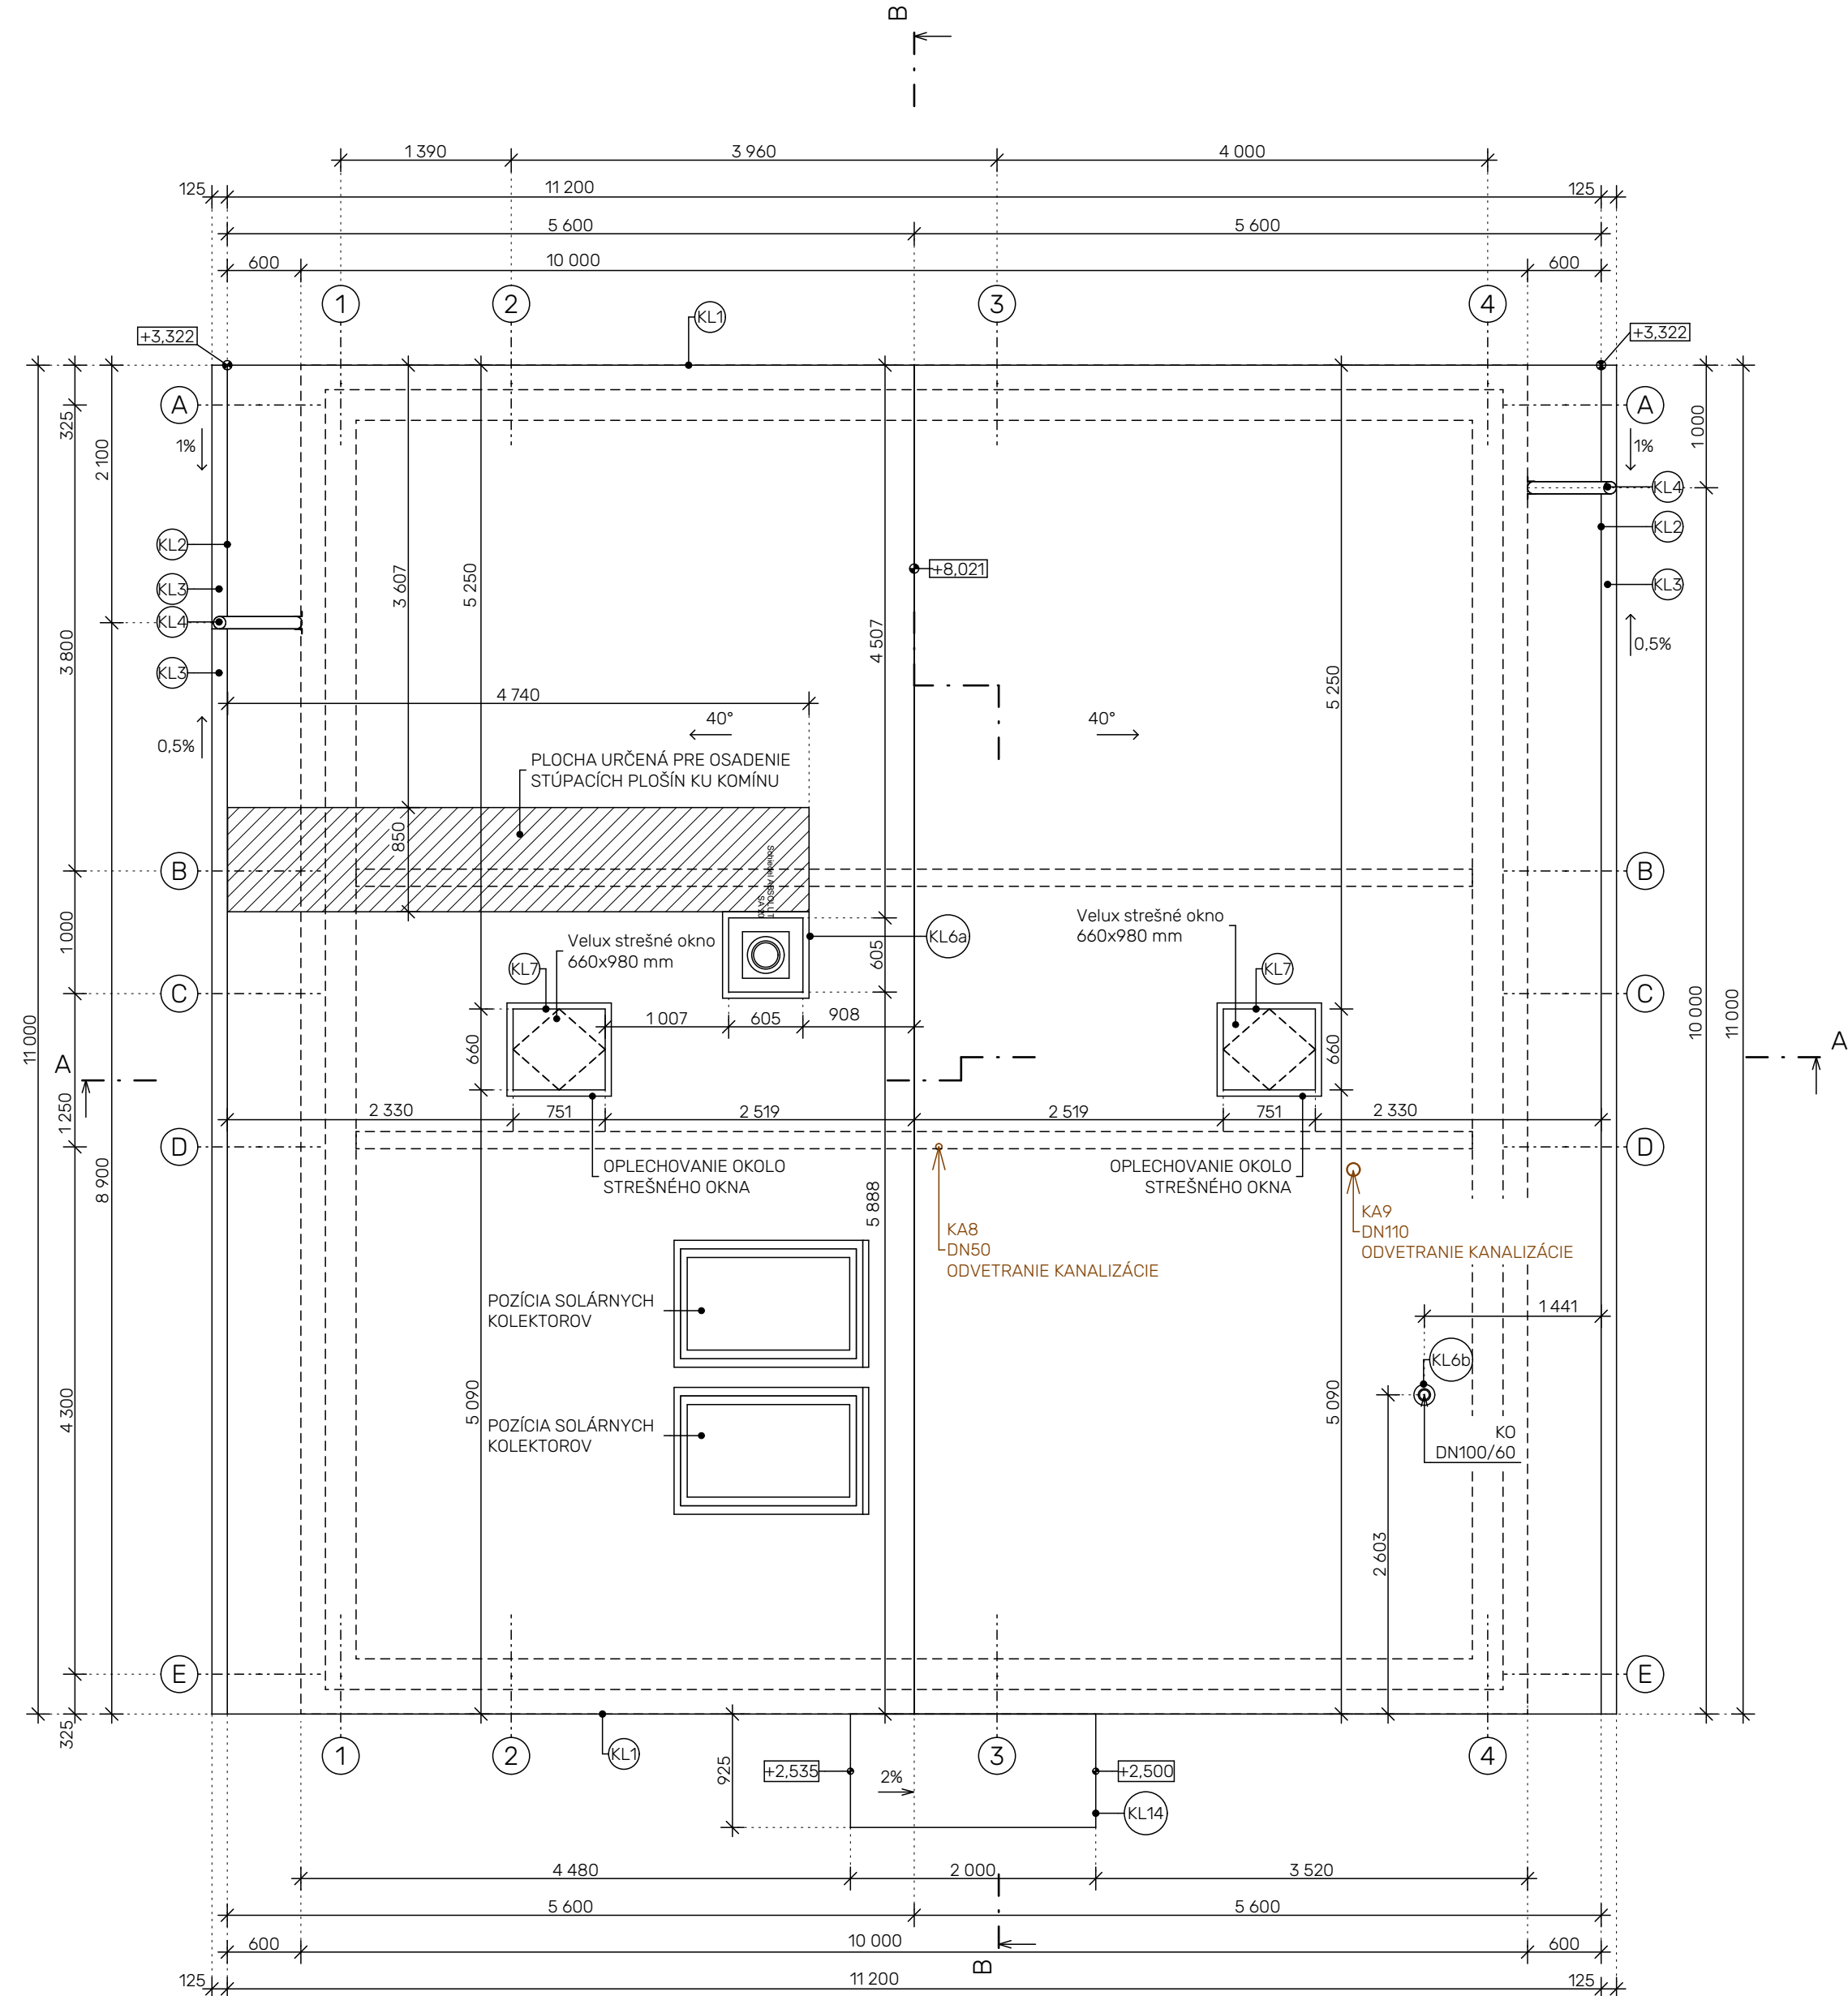 B
1 390
3 960
4 000
125
11 200
125
5 600
5 600
600
10 000
600
1
2
3
4
KL1
+3,322
+3,322
A
A
325
2 100
1 000
1%
1%
KL4
KL2
KL2
KL3
KL3
KL4
KL3
3 607
5 250
+8,021
4 507
3 800
0,5%
5 250
4 740
0,5%
40°
40°
PLOCHA URČENÁ PRE OSADENIE
STÚPACÍCH PLOŠÍN KU KOMÍNU
850
B
B
Schiedel ABSOLUT
1 000
Velux strešné okno
660x980 mm
KL6a
605
Velux strešné okno
660x980 mm
KL7
KL7
C
C
11 000
10 000
11 000
1 007
605
908
660
660
A
A
1 250
2 330
751
2 519
2 519
751
2 330
D
D
8 900
OPLECHOVANIE OKOLO
STREŠNÉHO OKNA
OPLECHOVANIE OKOLO
STREŠNÉHO OKNA
5 888
KA8
DN50
ODVETRANIE KANALIZÁCIE
KA9
DN110
ODVETRANIE KANALIZÁCIE
POZÍCIA SOLÁRNYCH
KOLEKTOROV
1 441
KL6b
4 300
5 090
5 090
POZÍCIA SOLÁRNYCH
KOLEKTOROV
KO
DN100/60
2 603
E
E
325
KL1
1
2
3
4
925
+2,535
2%
+2,500
KL14
4 480
2 000
3 520
5 600
5 600
600
10 000
600
B
125
11 200
125